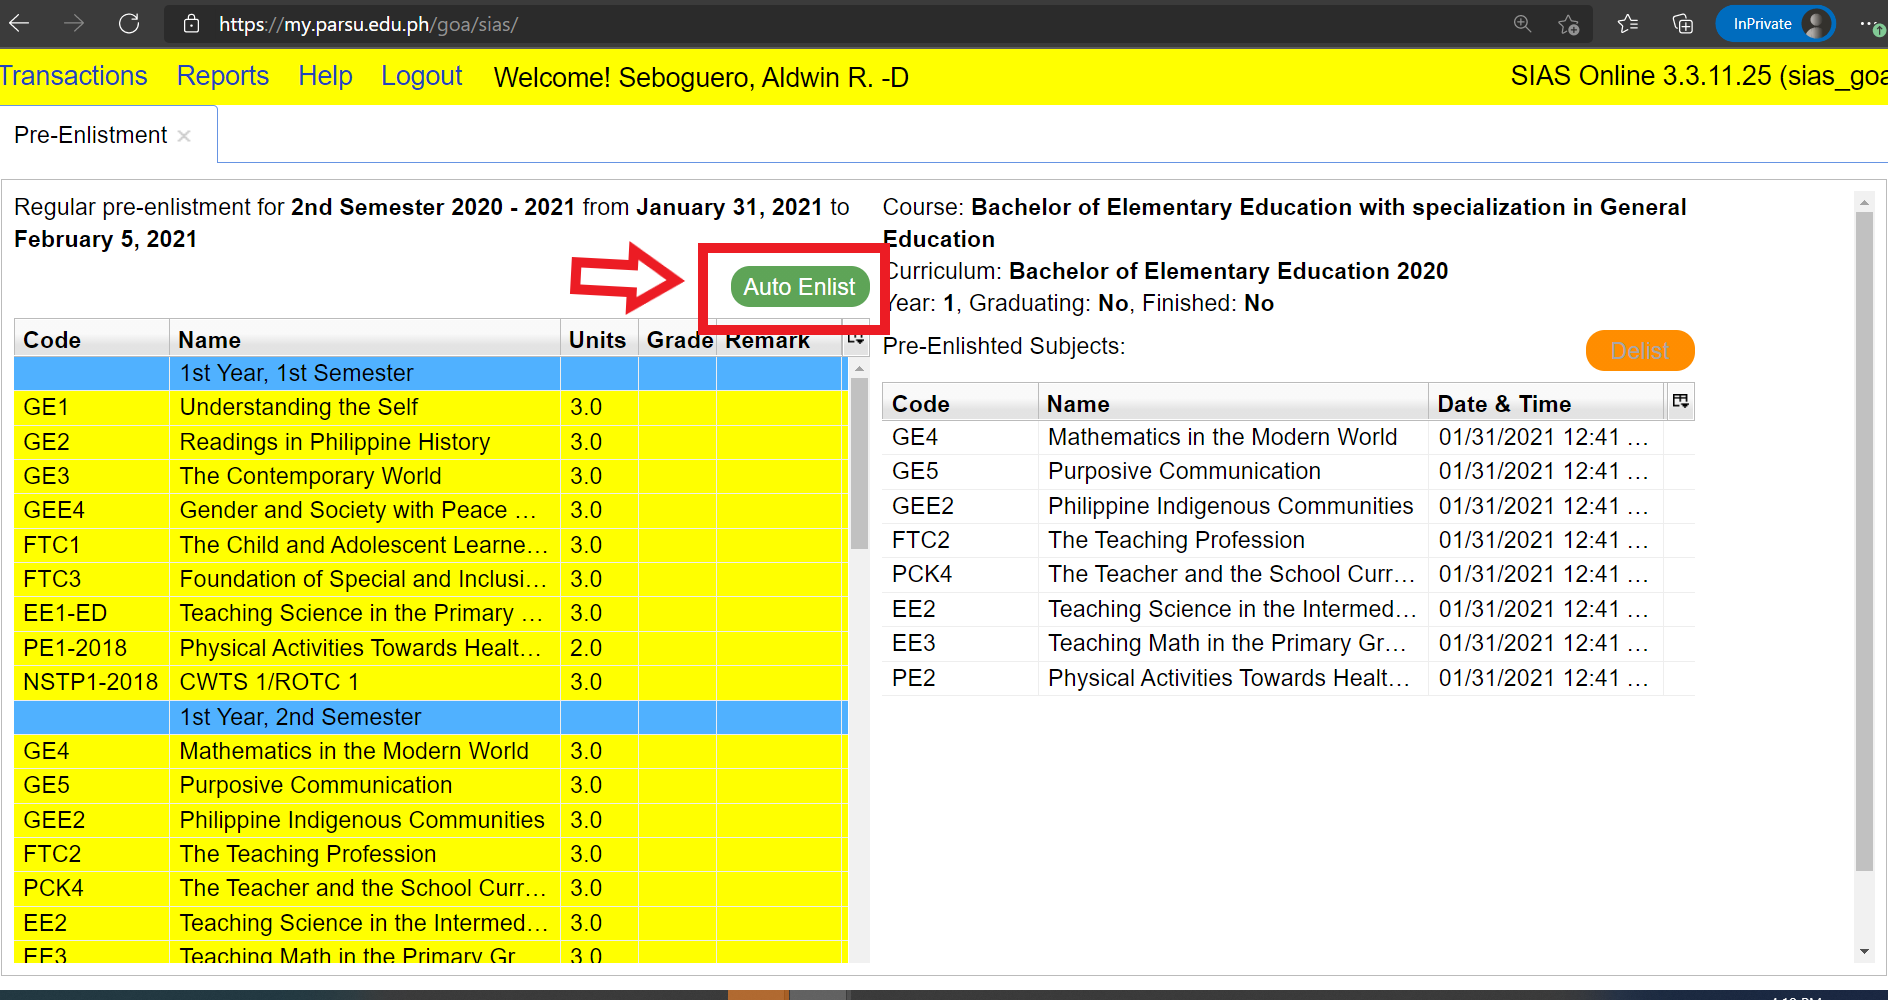 https://my.parsu.edu.ph/goa/sias/
InPrivate
Transactions Reports Help Logout Welcome! Seboguero, Aldwin R. -D
SIAS Online 3.3.11.25 (sias_goa
Pre-Enlistment
Regular pre-enlistment for 2nd Semester 2020 - 2021 from January 31, 2021 to
February 5, 2021
Auto Enlist
Code Name Units Grade Remark
1st Year, 1st Semester
GE1 Understanding the Self 3.0
GE2 Readings in Philippine History 3.0
GE3 The Contemporary World 3.0
GEE4 Gender and Society with Peace ... 3.0
FTC1 The Child and Adolescent Learne... 3.0
FTC3 Foundation of Special and Inclusi... 3.0
EE1-ED Teaching Science in the Primary ... 3.0
PE1-2018 Physical Activities Towards Healt... 2.0
NSTP1-2018 CWTS 1/ROTC 1 3.0
1st Year, 2nd Semester
GE4 Mathematics in the Modern World 3.0
GE5 Purposive Communication 3.0
GEE2 Philippine Indigenous Communities 3.0
FTC2 The Teaching Profession 3.0
PCK4 The Teacher and the School Curr... 3.0
EE2 Teaching Science in the Intermed... 3.0
EE3 Teaching Math in the Primary Gr 3.0
Course: Bachelor of Elementary Education with specialization in General
Education
Curriculum: Bachelor of Elementary Education 2020
Year: 1, Graduating: No, Finished: No
Pre-Enlishted Subjects:
Delist
Code Name Date & Time
GE4 Mathematics in the Modern World 01/31/2021 12:41 ...
GE5 Purposive Communication 01/31/2021 12:41 ...
GEE2 Philippine Indigenous Communities 01/31/2021 12:41 ...
FTC2 The Teaching Profession 01/31/2021 12:41 ...
PCK4 The Teacher and the School Curr... 01/31/2021 12:41 ...
EE2 Teaching Science in the Intermed... 01/31/2021 12:41 ...
EE3 Teaching Math in the Primary Gr... 01/31/2021 12:41 ...
PE2 Physical Activities Towards Healt... 01/31/2021 12:41 ...